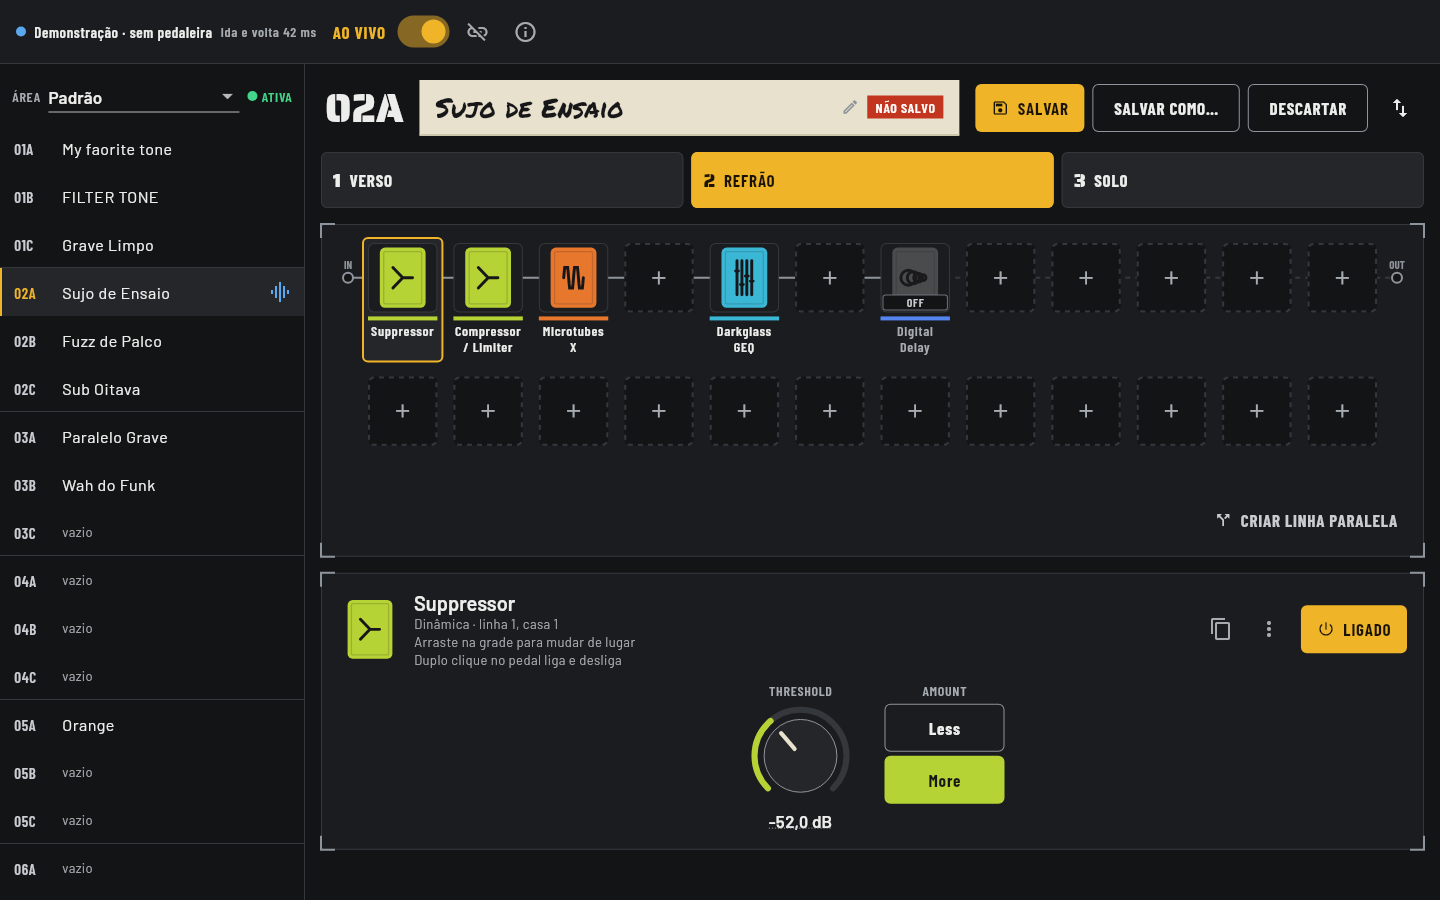 Demonstração · sem pedaleira Ida e volta 42 ms AO VIVO
ÁREA Padrão ATIVA
01A My faorite tone
01B FILTER TONE
01C Grave Limpo
02A Sujo de Ensaio
02B Fuzz de Palco
02C Sub Oitava
03A Paralelo Grave
03B Wah do Funk
03C vazio
04A vazio
04B vazio
04C vazio
05A Orange
05B vazio
05C vazio
06A vazio
02A Sujo de Ensaio NÃO SALVO SALVAR SALVAR COMO... DESCARTAR
1 VERSO
2 REFRÃO
3 SOLO
IN
OUT
OFF
Suppressor
Compressor
/ Limiter
Microtubes
X
Darkglass
GEQ
Digital
Delay
CRIAR LINHA PARALELA
Suppressor
Dinâmica · linha 1, casa 1
Arraste na grade para mudar de lugar
Duplo clique no pedal liga e desliga
LIGADO
THRESHOLD
-52,0 dB
AMOUNT
Less
More